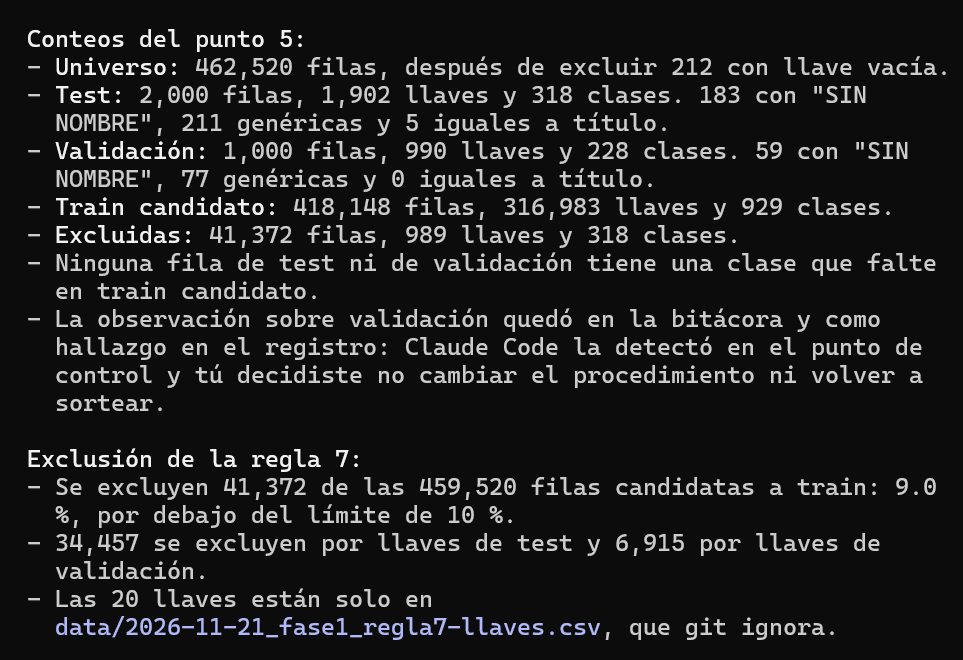 Conteos del punto 5:
- Universo: 462,520 filas, después de excluir 212 con llave vacía.
- Test: 2,000 filas, 1,902 llaves y 318 clases. 183 con "SIN
NOMBRE", 211 genéricas y 5 iguales a título.
- Validación: 1,000 filas, 990 llaves y 228 clases. 59 con "SIN
NOMBRE", 77 genéricas y 0 iguales a título.
- Train candidato: 418,148 filas, 316,983 llaves y 929 clases.
- Excluidas: 41,372 filas, 989 llaves y 318 clases.
- Ninguna fila de test ni de validación tiene una clase que falte
en train candidato.
- La observación sobre validación quedó en la bitácora y como
hallazgo en el registro: Claude Code la detectó en el punto de
control y tú decidiste no cambiar el procedimiento ni volver a
sortear.
Exclusión de la regla 7:
- Se excluyen 41,372 de las 459,520 filas candidatas a train: 9.0
%, por debajo del límite de 10 %.
- 34,457 se excluyen por llaves de test y 6,915 por llaves de
validación.
- Las 20 llaves están solo en
data/2026-11-21_fase1_regla7-llaves.csv, que git ignora.